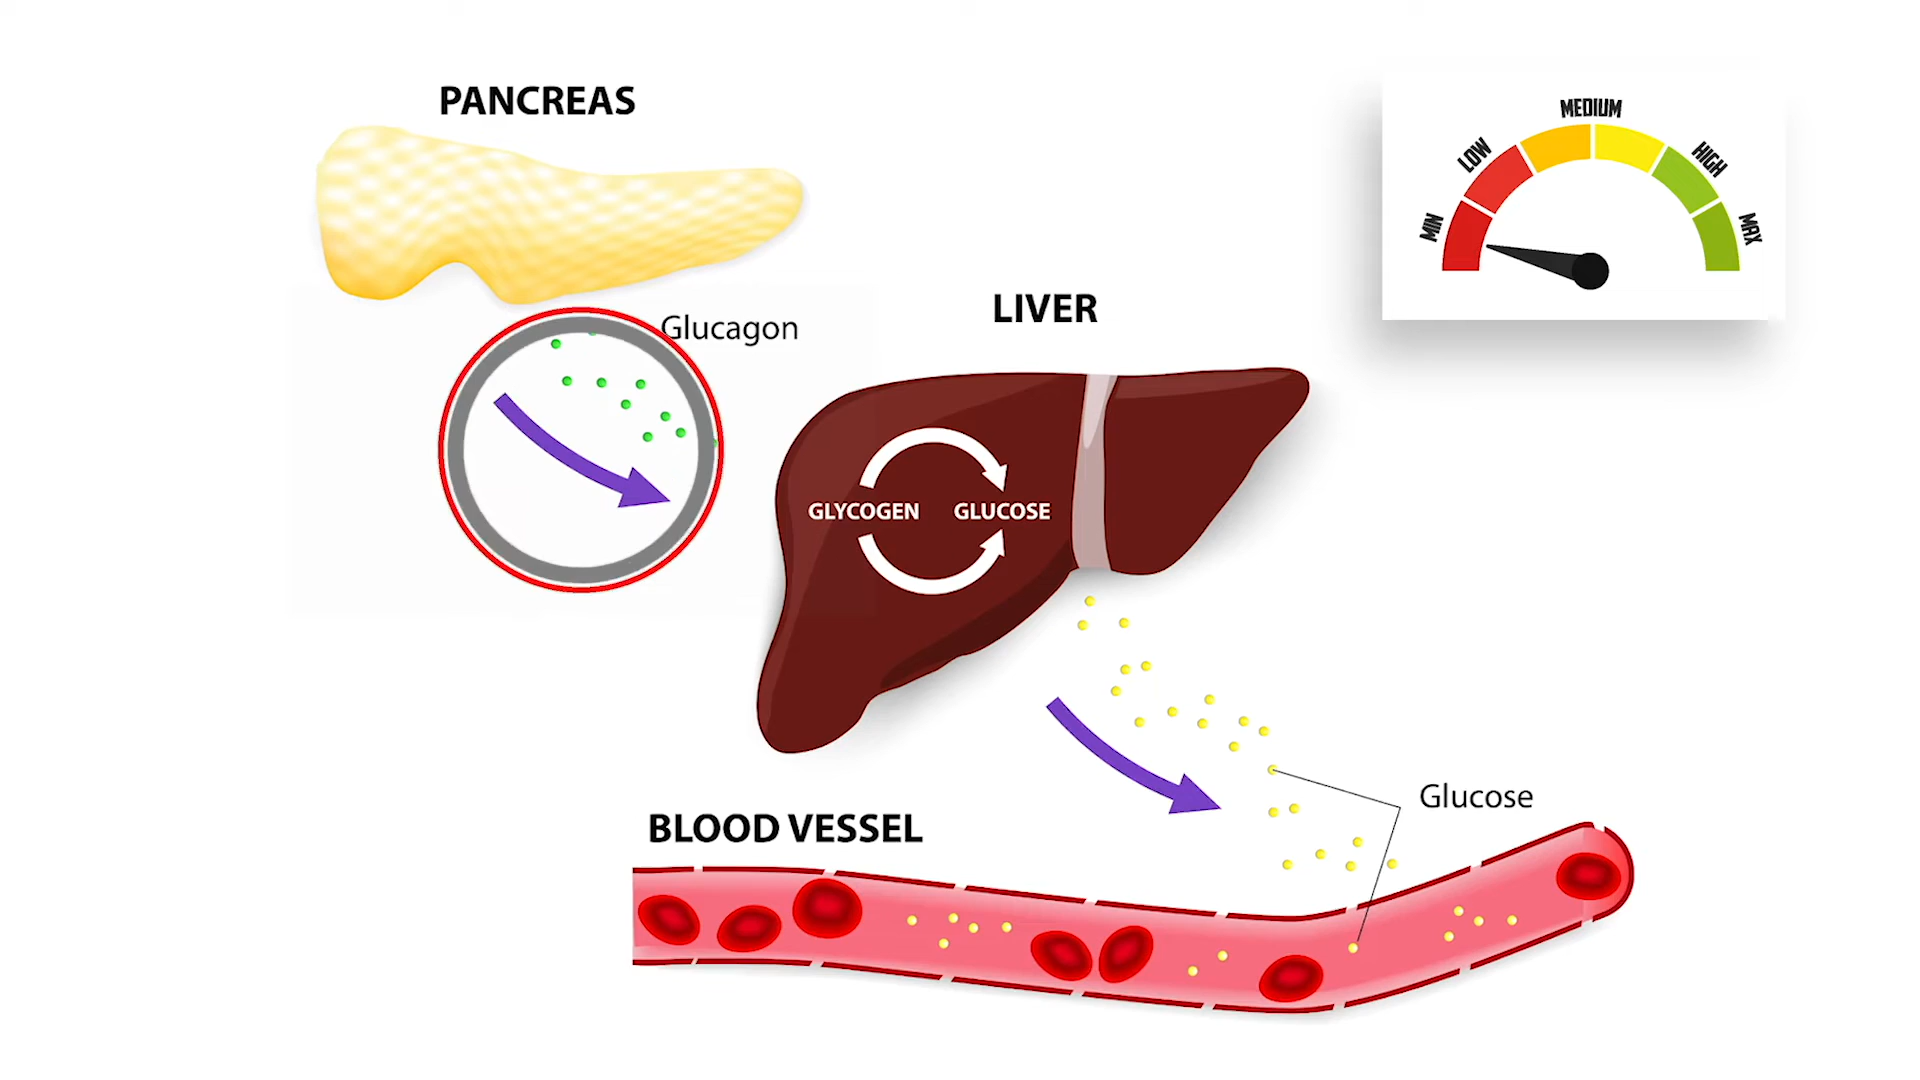 PANCREAS
Glucagon
LIVER
GLYCOGEN
GLUCOSE
Glucose
BLOOD VESSEL
MIN
LOW
MEDIUM
HIGH
MAX